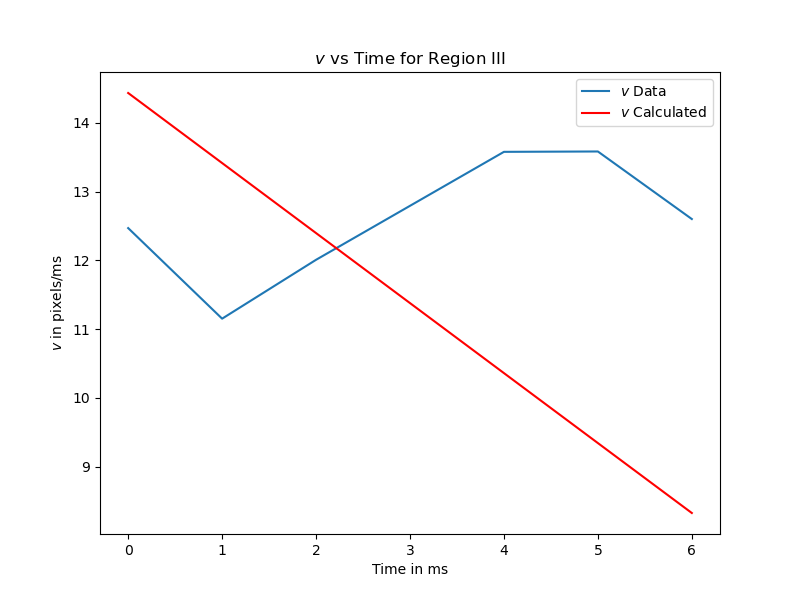 v vs Time for Region III
v Data
v Calculated
14
13
12
11
10
9
v in pixels/ms
0 1 2 3 4 5 6
Time in ms